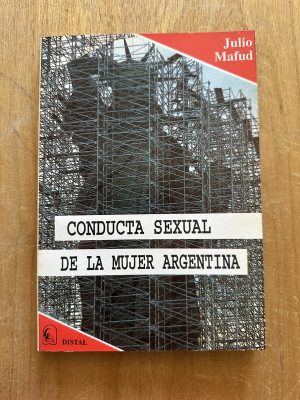 Julio
Mafud
CONDUCTA SEXUAL
DE LA MUJER ARGENTINA
DISTAL